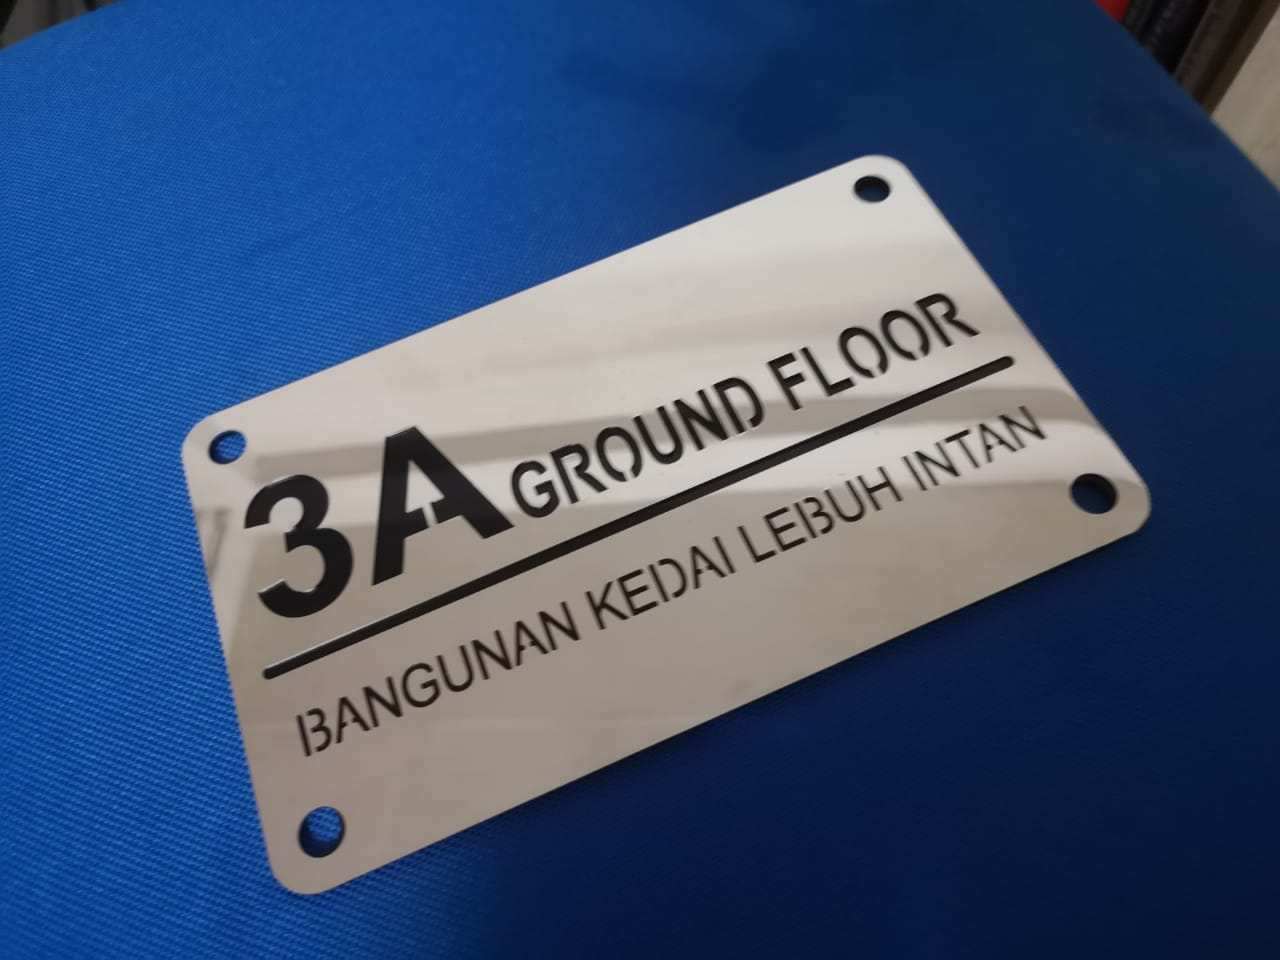 3A GROUND FLOOR
BANGUNAN KEDAI LEBUH INTAN